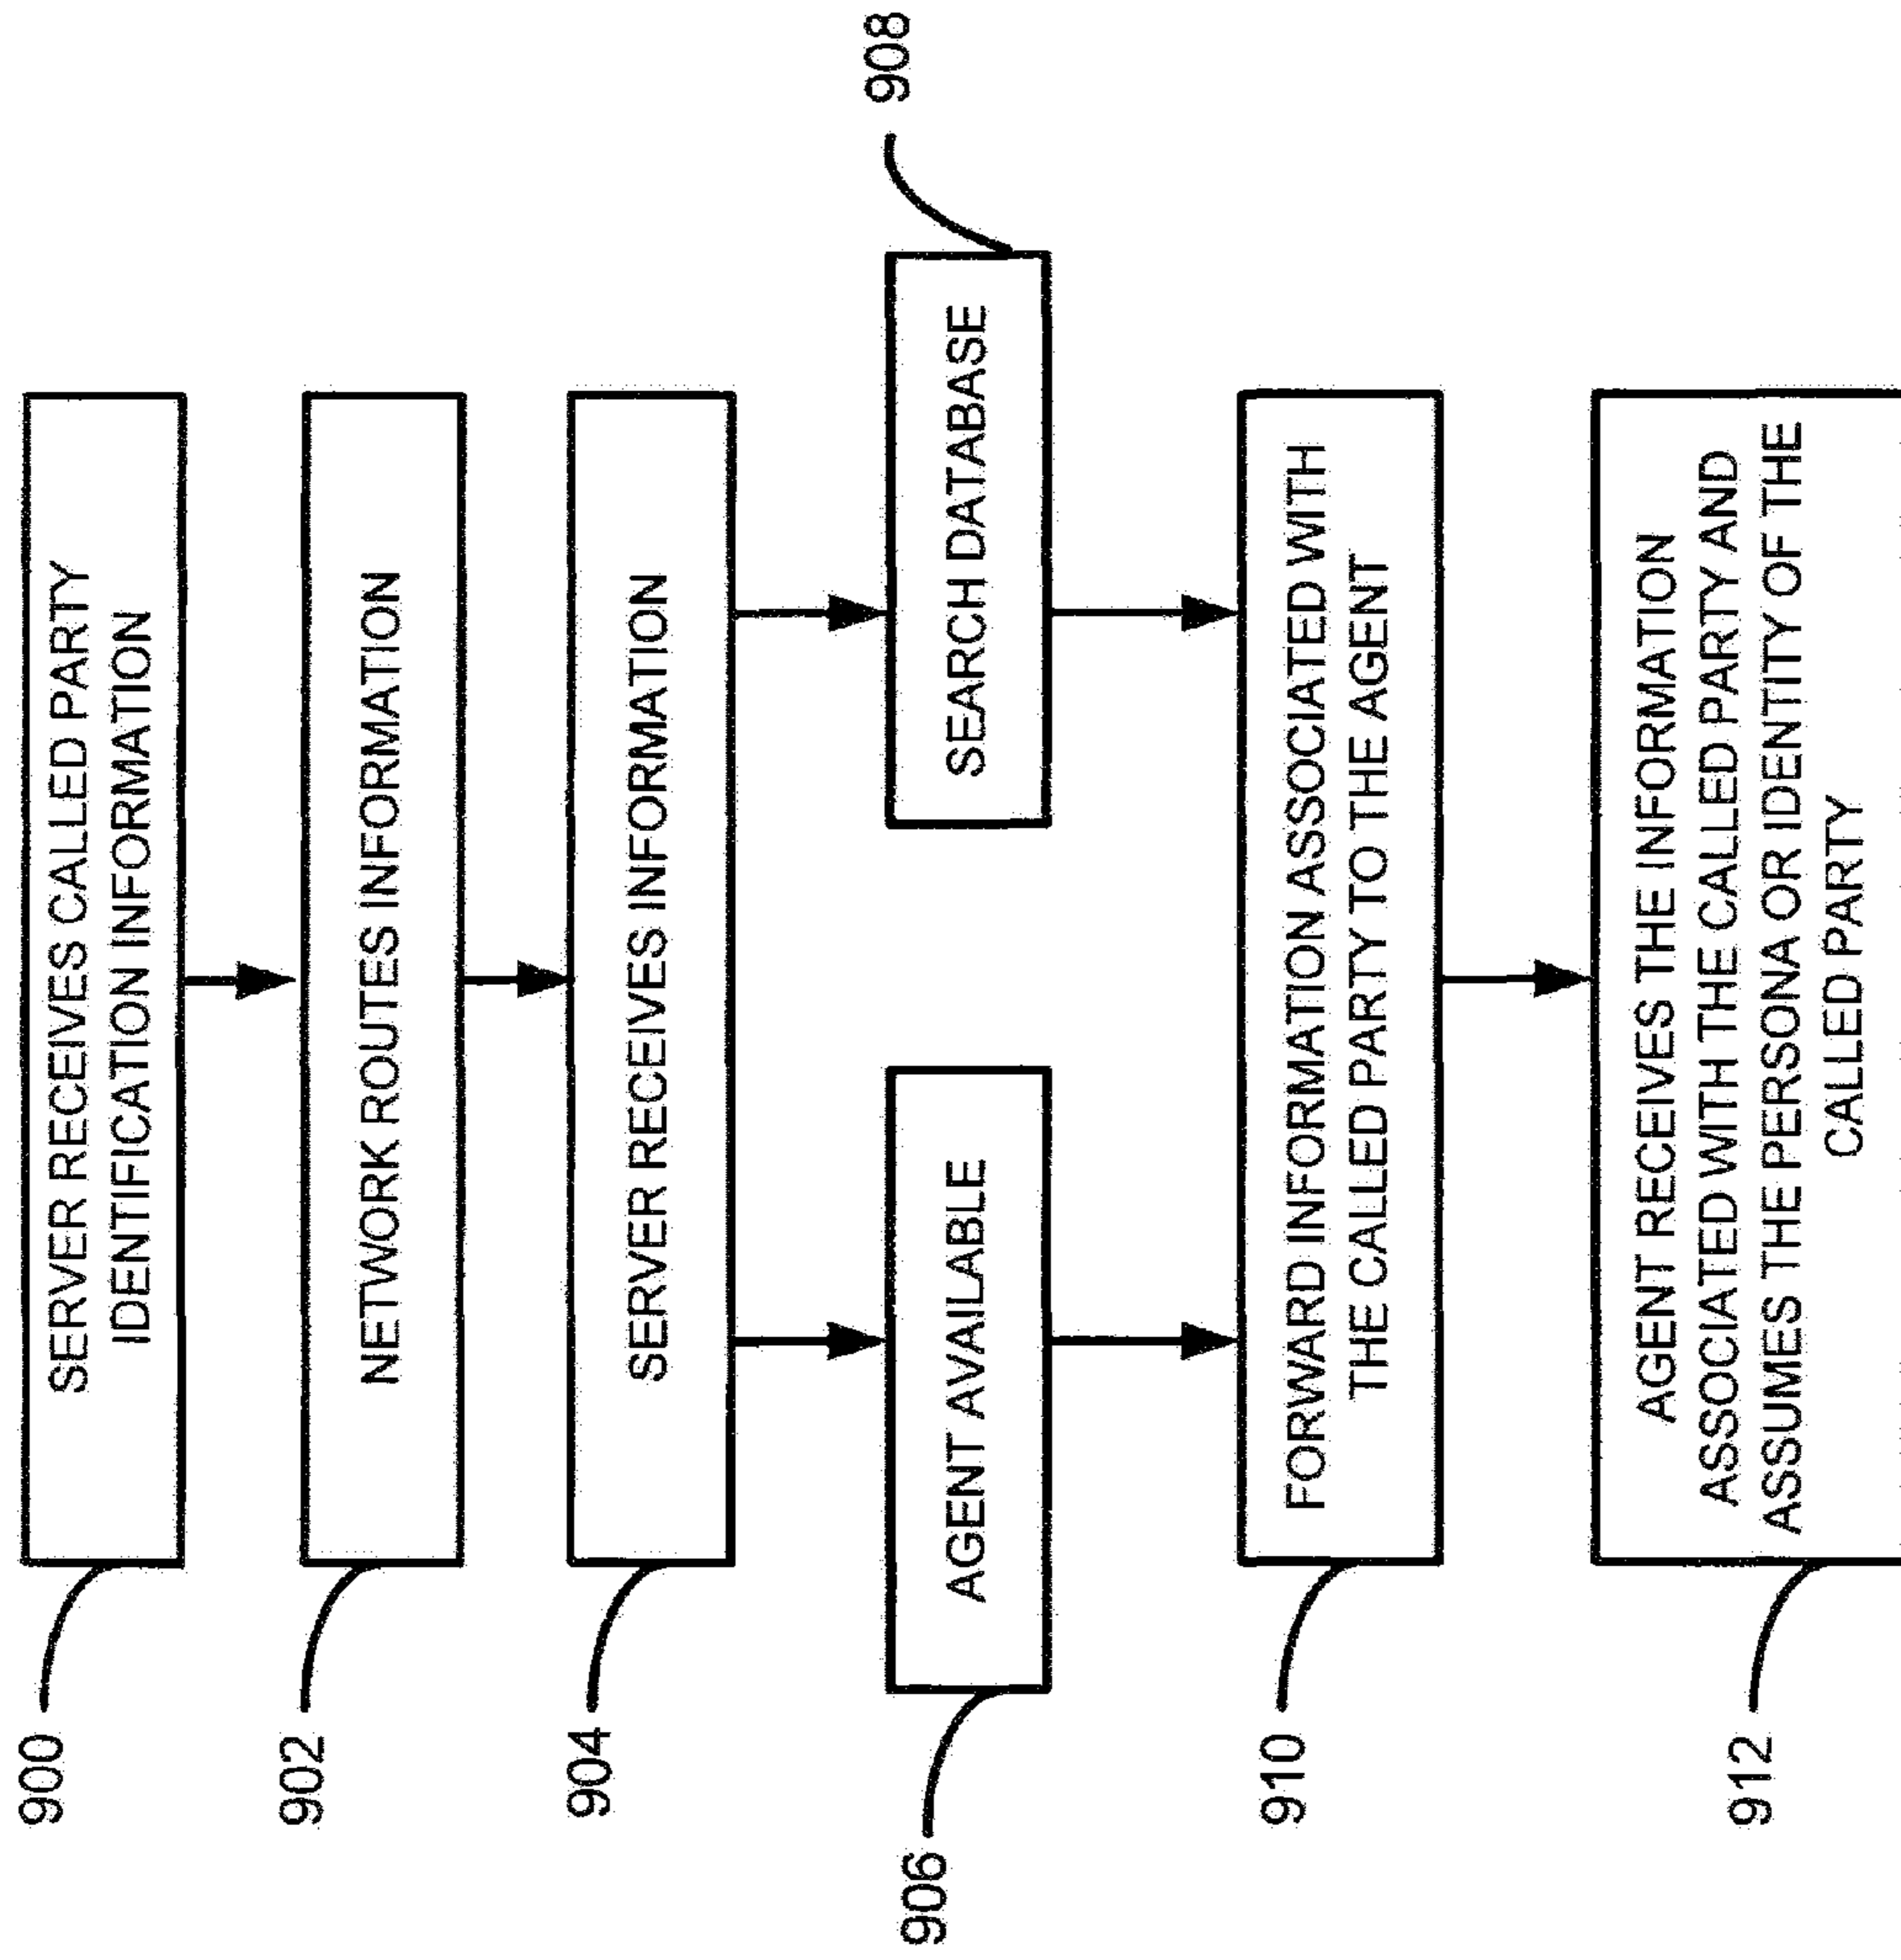 900
SERVER RECEIVES CALLED PARTY
IDENTIFICATION INFORMATION
902
NETWORK ROUTES INFORMATION
904
SERVER RECEIVES INFORMATION
906
AGENT AVAILABLE
SEARCH DATABASE
908
910
FORWARD INFORMATION ASSOCIATED WITH
THE CALLED PARTY TO THE AGENT
912
AGENT RECEIVES THE INFORMATION
ASSOCIATED WITH THE CALLED PARTY AND
ASSUMES THE PERSONA OR IDENTITY OF THE
CALLED PARTY